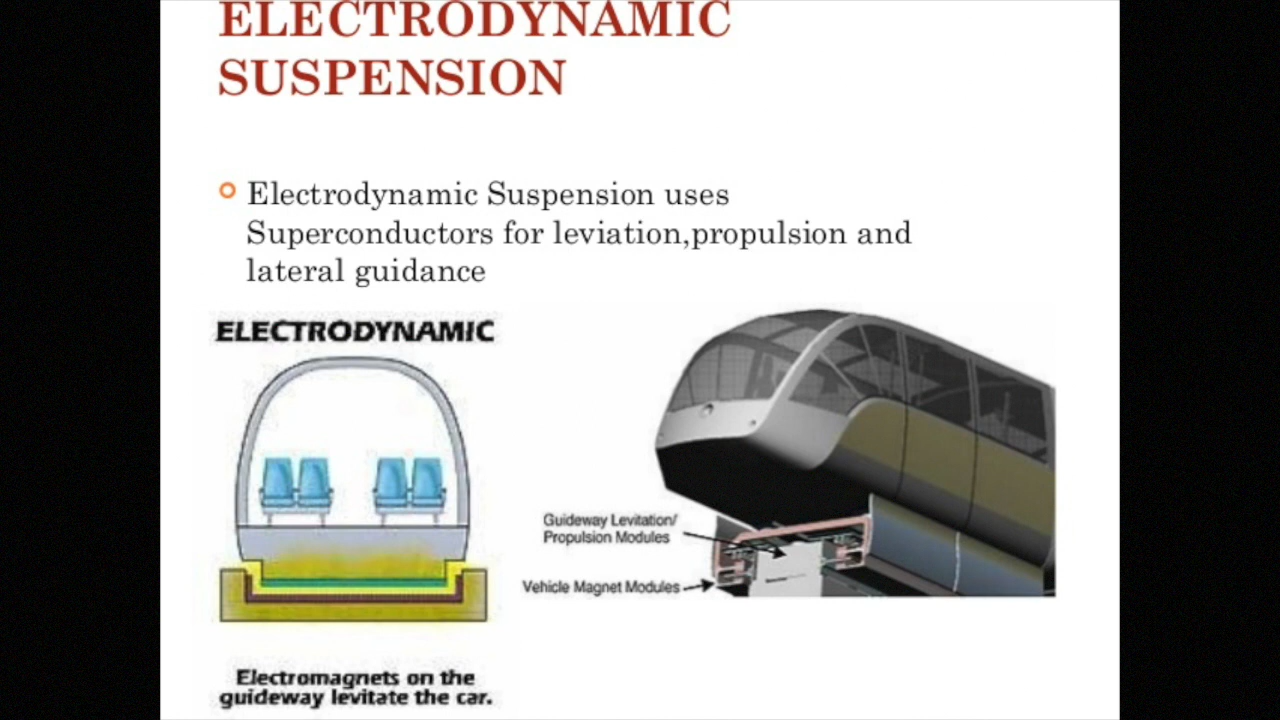 ELECTRODYNAMIC
SUSPENSION
Electrodynamic Suspension uses
Superconductors for leviation,propulsion and
lateral guidance
ELECTRODYNAMIC
Electromagnets on the
guideway levitate the car.
Guideway Levitation/
Propulsion Modules
Vehicle Magnet Modules